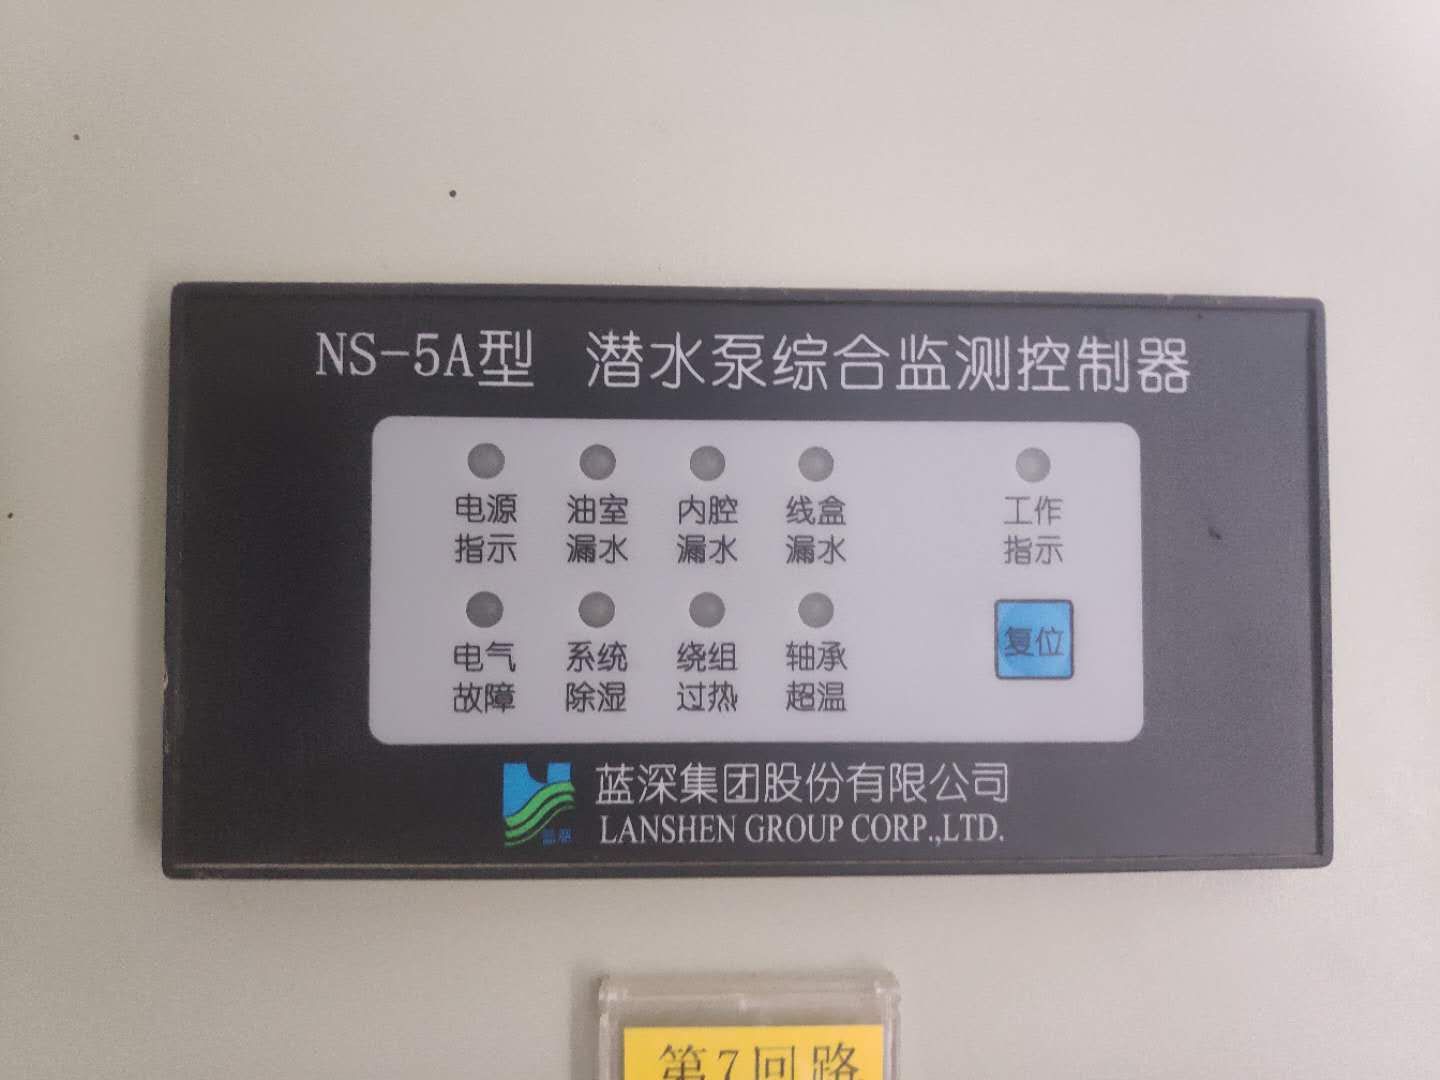 NS-5A型 潜水泵综合监测控制器
电源 油室 内腔 线盒 工作
指示 漏水 漏水 漏水 指示
复位
电气 系统 绕组 轴承
故障 除湿 过热 超温
蓝深集团股份有限公司
LANSHEN GROUP CORP.,LTD.
蓝深
第7回路